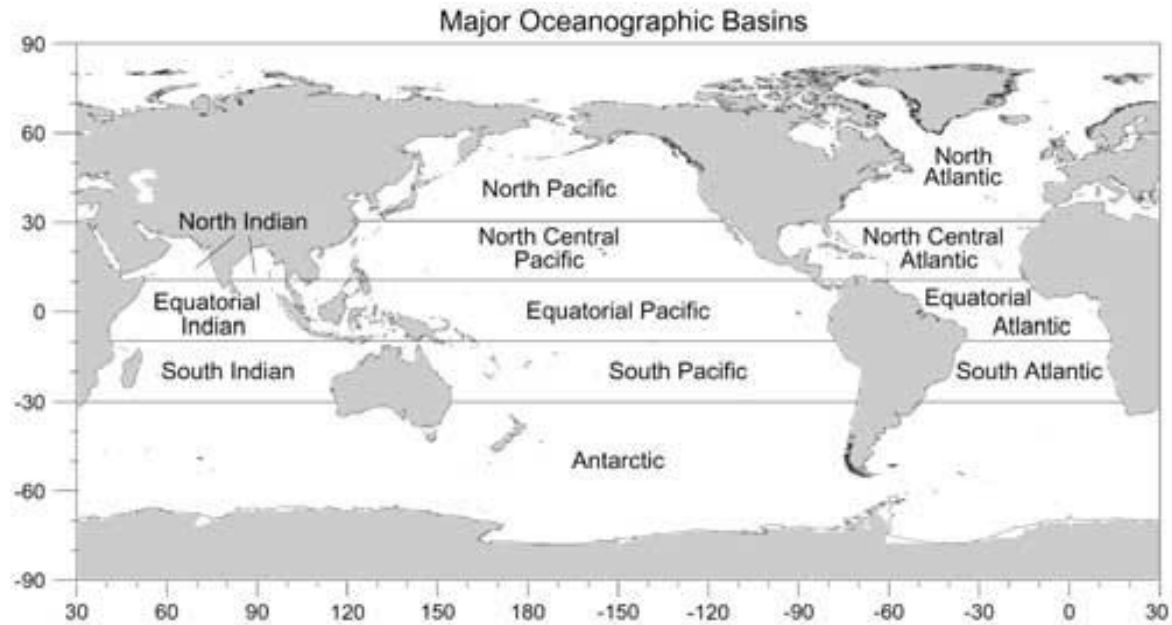 Major Oceanographic Basins
90
60
30
0
-30
-60
-90
North Pacific
North
Atlantic
North Indian
North Central
Pacific
North Central
Atlantic
Equatorial
Indian
Equatorial Pacific
Equatorial
Atlantic
South Indian
South Pacific
South Atlantic
Antarctic
30 60 90 120 150 180 -150 -120 -90 -60 -30 0 30